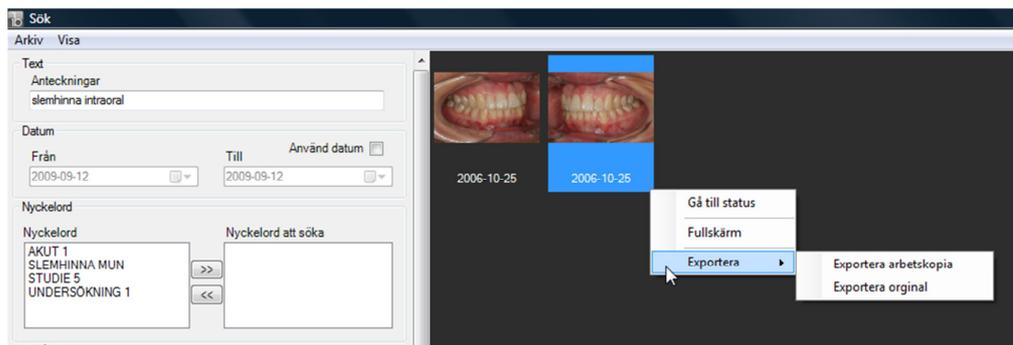 Sök
Arkiv Visa
Text
Anteckningar
slemhinna intraoral
Datum
Från Till Använd datum
2009-09-12 2009-09-12
Nyckelord
Nyckelord Nyckelord att söka
AKUT 1
SLEMHINNA MUN
STUDIE 5
UNDERSÖKNING 1
>>
<<
2006-10-25 2006-10-25
Gå till status
Fullskärm
Exportera
Exportera arbetskopia
Exportera orginal